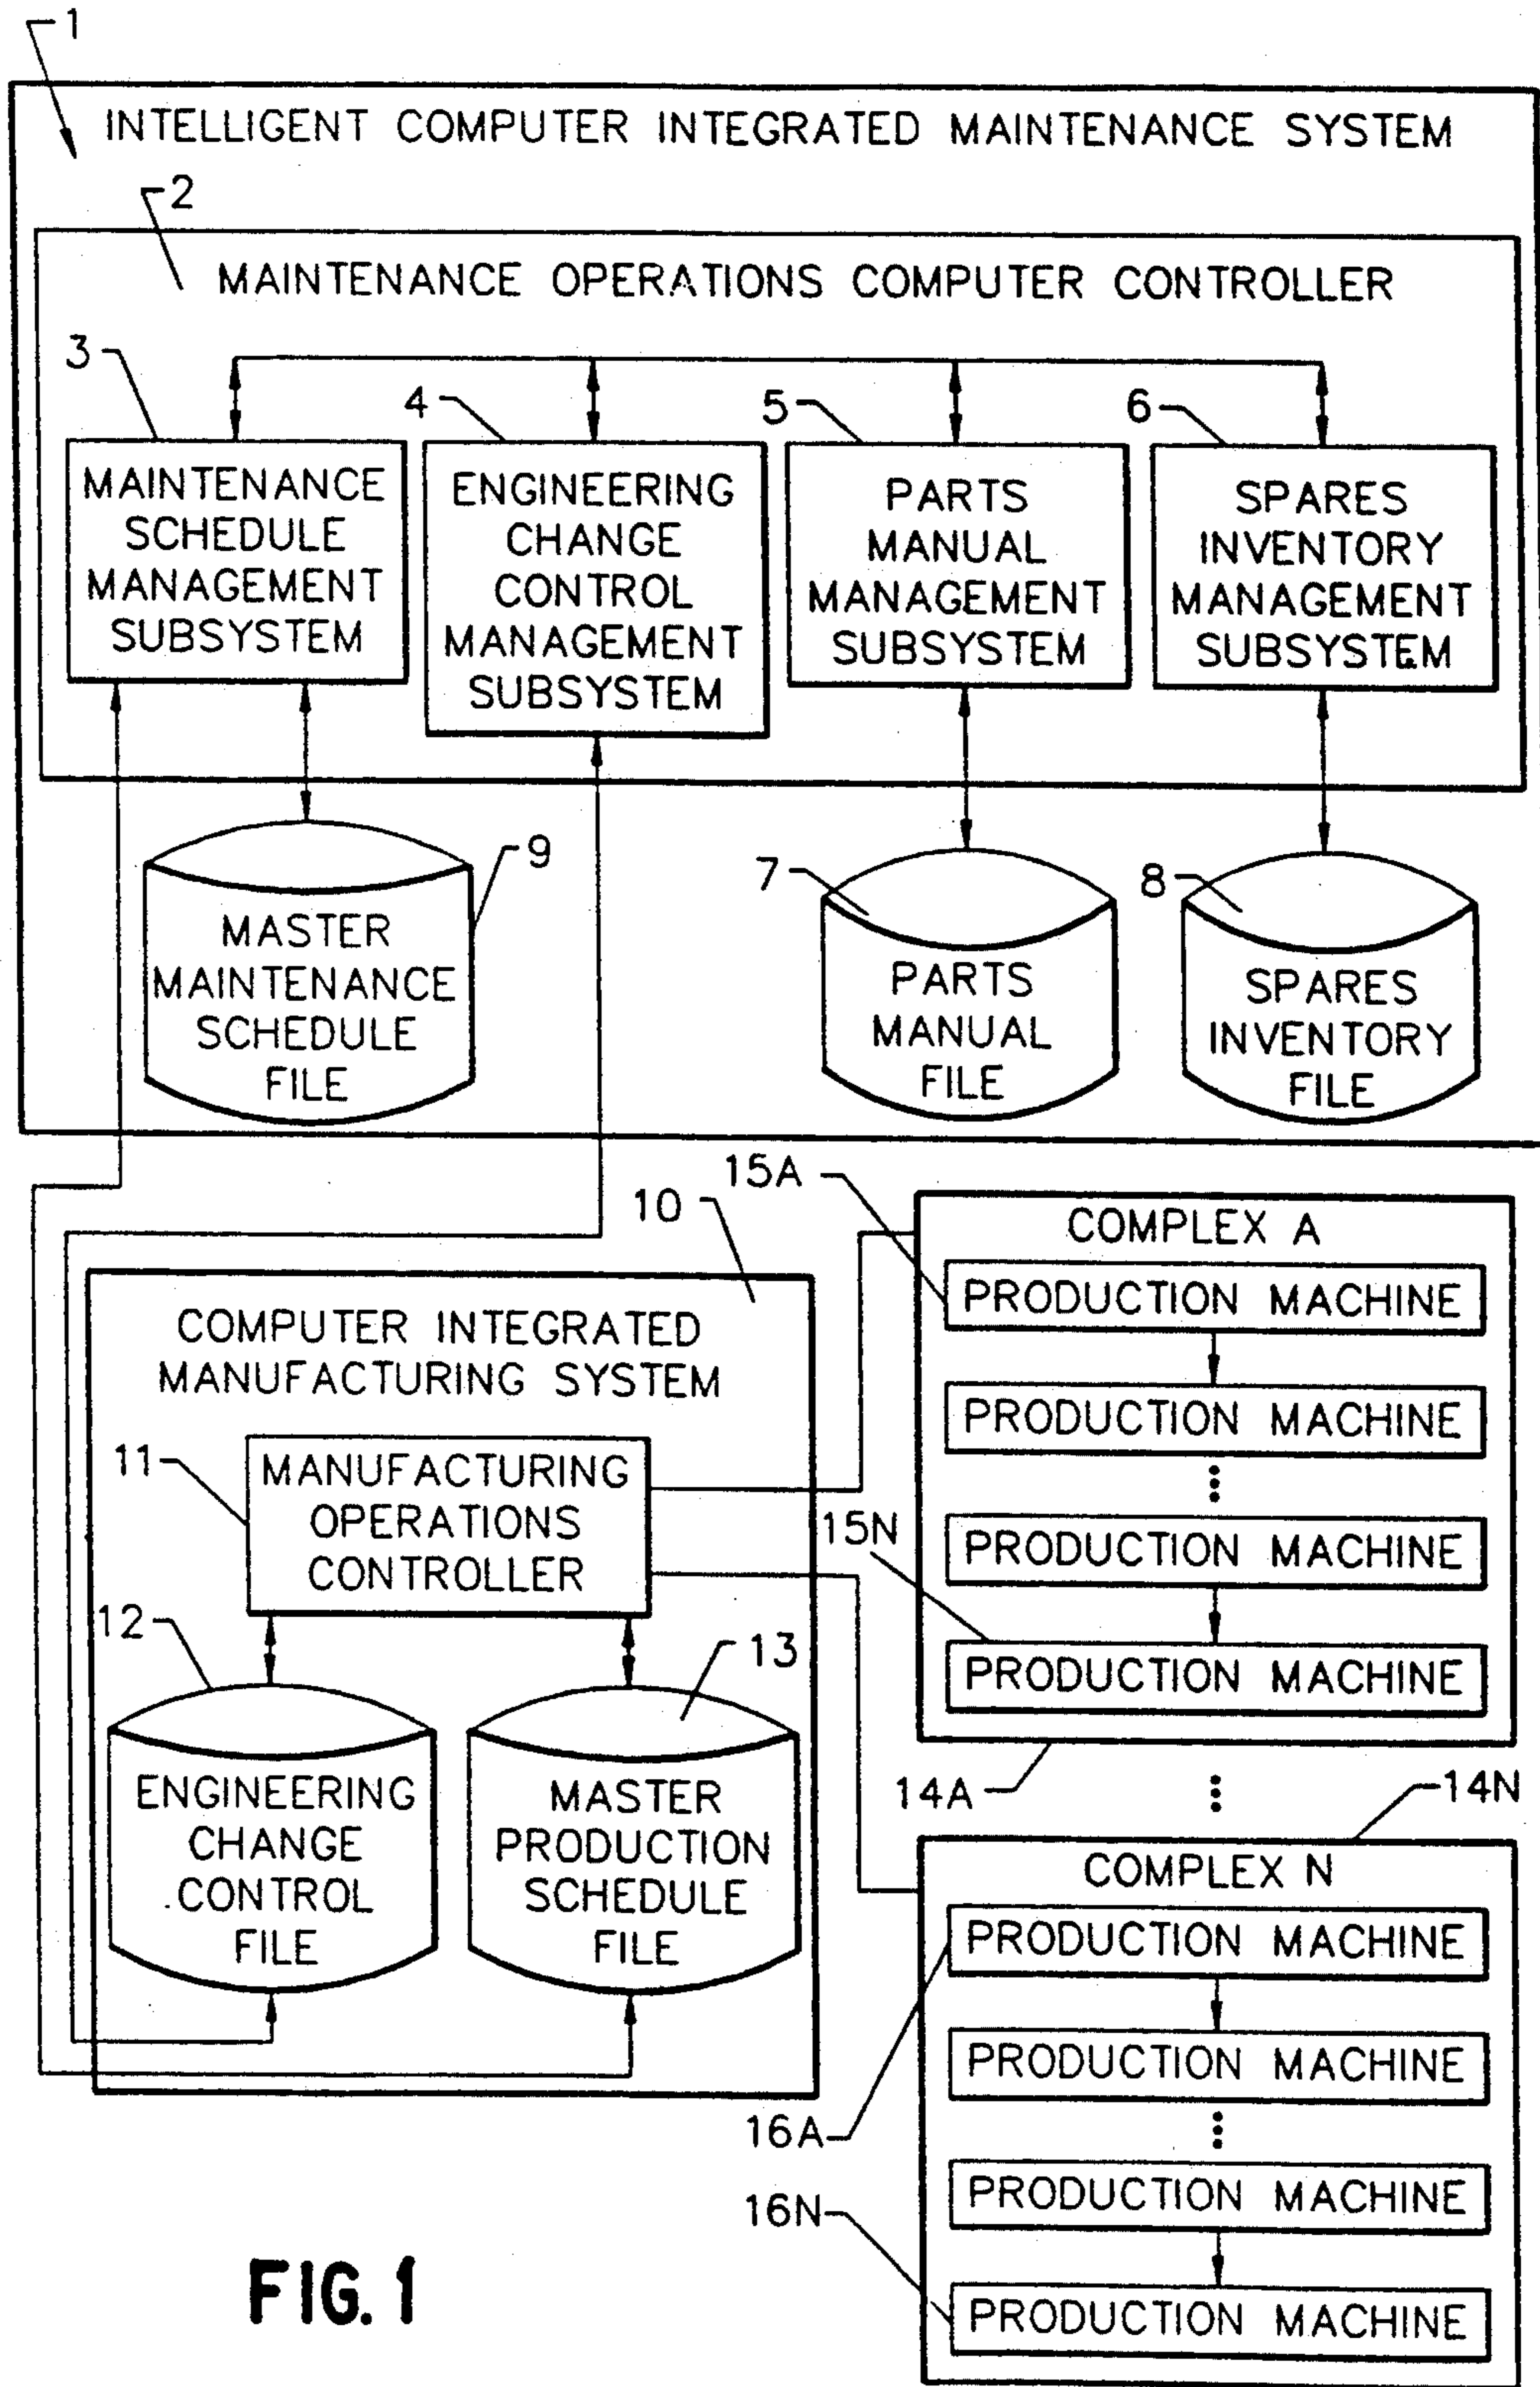 1
INTELLIGENT COMPUTER INTEGRATED MAINTENANCE SYSTEM
2
MAINTENANCE OPERATIONS COMPUTER CONTROLLER
3
MAINTENANCE
SCHEDULE
MANAGEMENT
SUBSYSTEM
4
ENGINEERING
CHANGE
CONTROL
MANAGEMENT
SUBSYSTEM
5
PARTS
MANUAL
MANAGEMENT
SUBSYSTEM
6
SPARES
INVENTORY
MANAGEMENT
SUBSYSTEM
9
MASTER
MAINTENANCE
SCHEDULE
FILE
7
PARTS
MANUAL
FILE
8
SPARES
INVENTORY
FILE
10
COMPUTER INTEGRATED
MANUFACTURING SYSTEM
11
MANUFACTURING
OPERATIONS
CONTROLLER
12
ENGINEERING
CHANGE
CONTROL
FILE
13
MASTER
PRODUCTION
SCHEDULE
FILE
15A
COMPLEX A
PRODUCTION MACHINE
PRODUCTION MACHINE
15N
PRODUCTION MACHINE
PRODUCTION MACHINE
14A
14N
COMPLEX N
PRODUCTION MACHINE
PRODUCTION MACHINE
16A
PRODUCTION MACHINE
16N
PRODUCTION MACHINE
FIG. 1